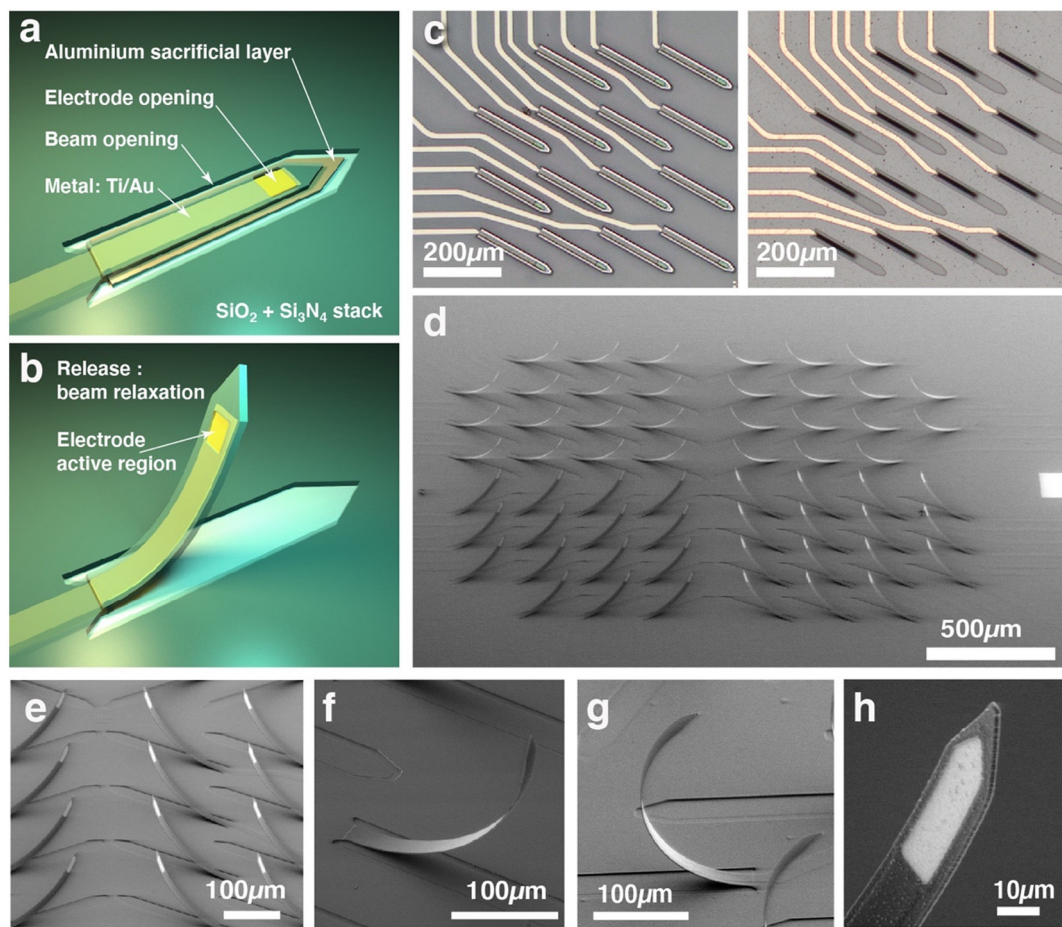 a
Aluminium sacrificial layer
Electrode opening
Beam opening
Metal: Ti/Au
SiO₂ + Si₃N₄ stack
b
Release :
beam relaxation
Electrode
active region
c
200µm
200µm
d
500µm
e
100µm
f
100µm
g
100µm
h
10µm